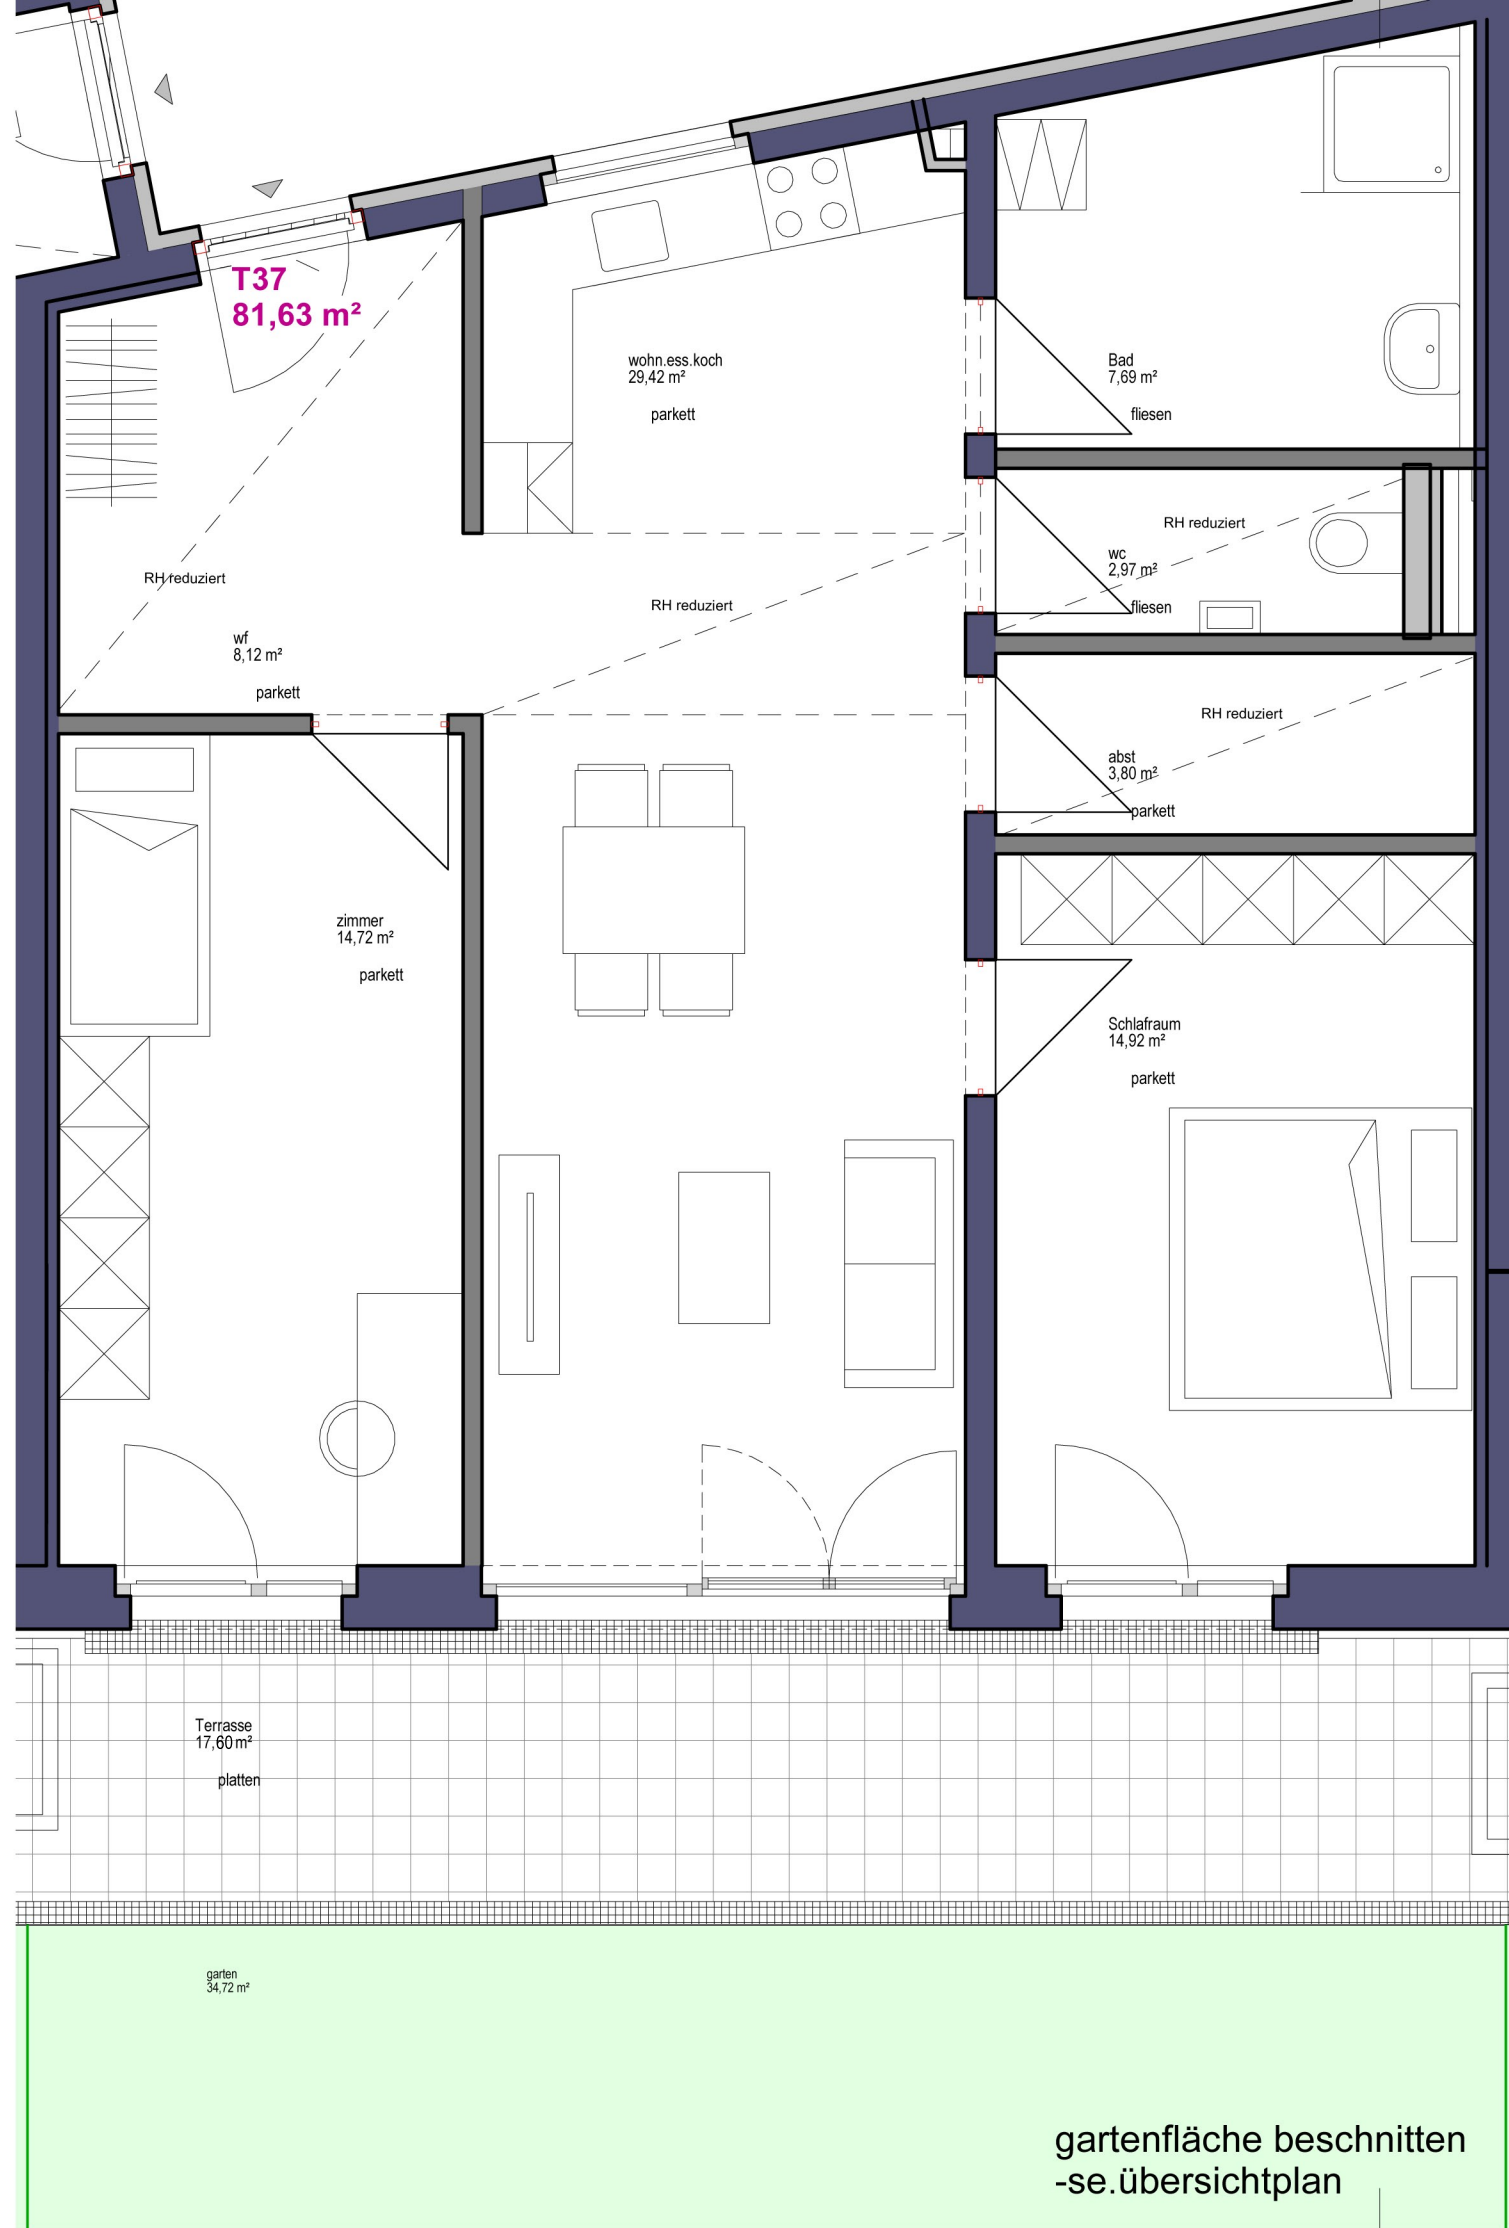 T37
81,63 m²
wohn.ess.koch
29,42 m²
parkett
Bad
7,69 m²
fliesen
RH reduziert
wc
2,97 m²
fliesen
RH reduziert
RH reduziert
wf
8,12 m²
parkett
RH reduziert
abst
3,80 m²
parkett
zimmer
14,72 m²
parkett
Schlafraum
14,92 m²
parkett
Terrasse
17,60 m²
platten
garten
34,72 m²
gartenfläche beschnitten
-se.übersichtplan